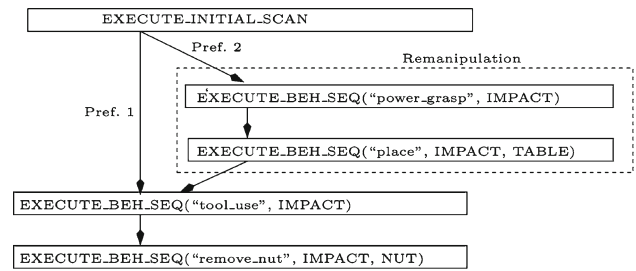 EXECUTE_INITIAL_SCAN
Pref. 2
Remanipulation
EXECUTE_BEH_SEQ(“power_grasp”, IMPACT)
Pref. 1
EXECUTE_BEH_SEQ(“place”, IMPACT, TABLE)
EXECUTE_BEH_SEQ(“tool_use”, IMPACT)
EXECUTE_BEH_SEQ(“remove_nut”, IMPACT, NUT)